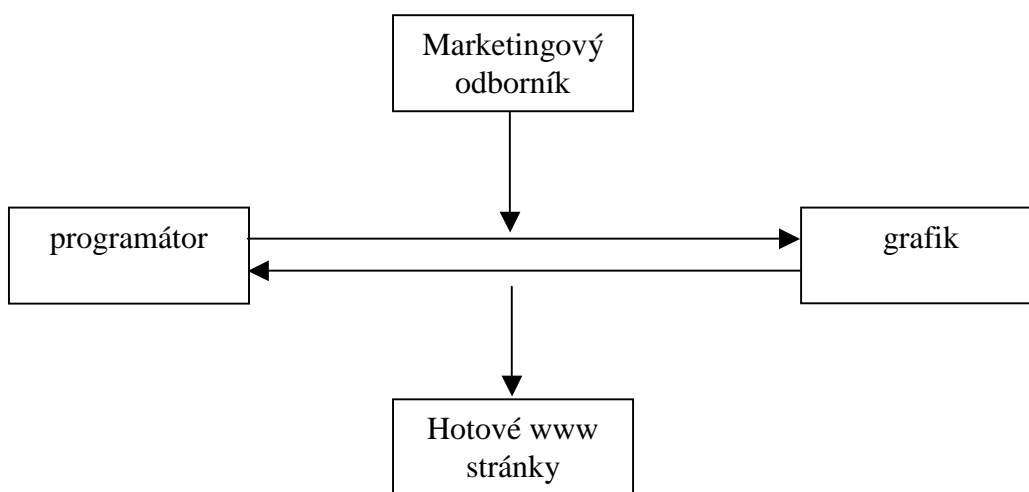 Marketingový
odborník
programátor
grafik
Hotové www
stránky